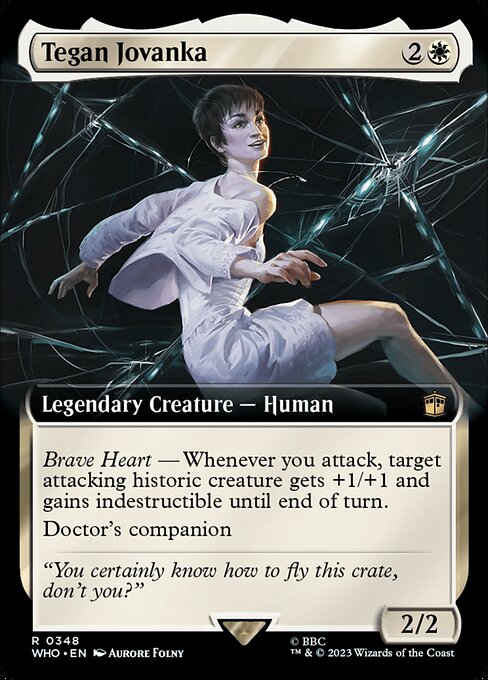 Tegan Jovanka 2
Legendary Creature — Human
Brave Heart — Whenever you attack, target
attacking historic creature gets +1/+1 and
gains indestructible until end of turn.
Doctor's companion
“You certainly know how to fly this crate,
don't you?”
2/2
R 0348
WHO • EN AURORE FOLNY
© BBC
™ & © 2023 Wizards of the Coast